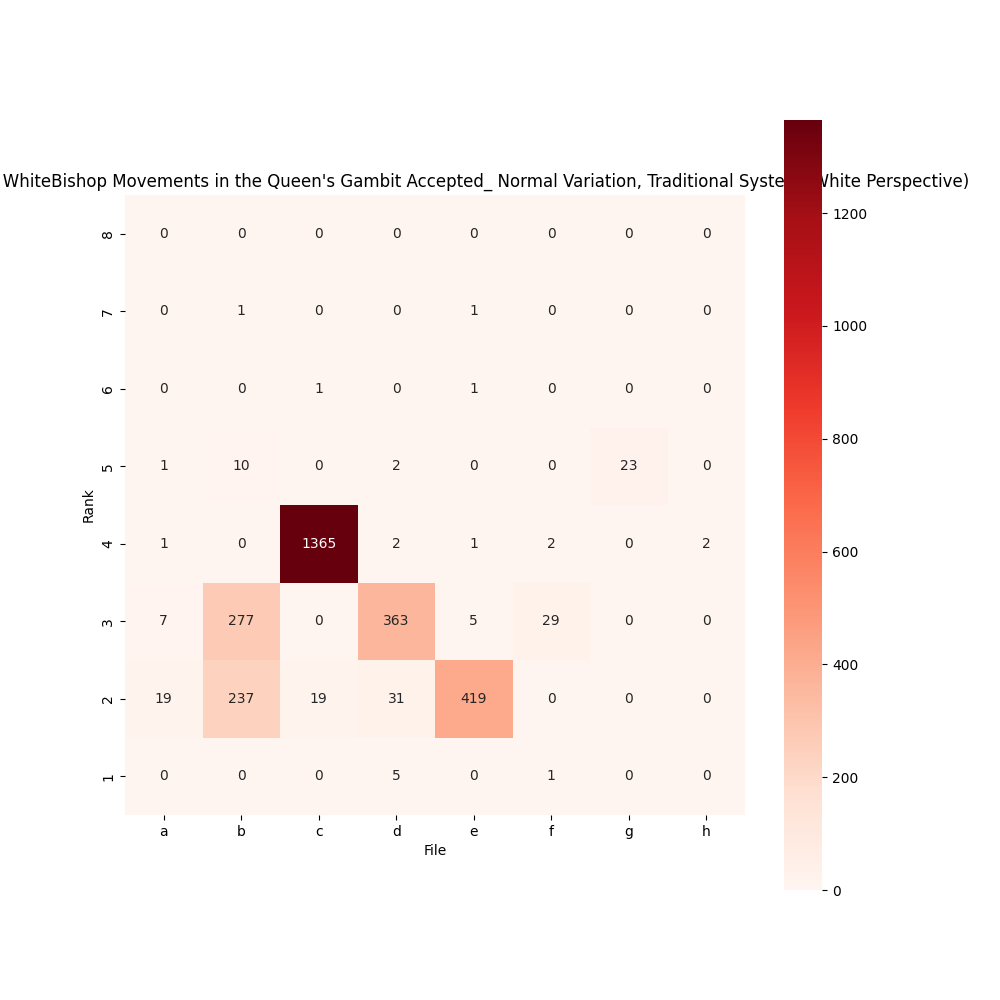 WhiteBishop Movements in the Queen's Gambit Accepted_ Normal Variation, Traditional Syste White Perspective)
8 0 0 0 0 0 0 0 0
1200
7 0 1 0 0 1 0 0 0
1000
6 0 0 1 0 1 0 0 0
800
5 1 10 0 2 0 0 23 0
600
Rank
4 1 0 1365 2 1 2 0 2
3 7 277 0 363 5 29 0 0
400
2 19 237 19 31 419 0 0 0
200
1 0 0 0 5 0 1 0 0
a b c d e f g h
File
0